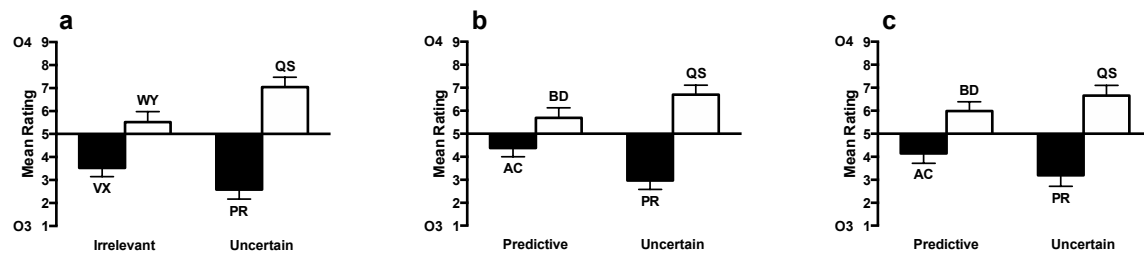 a
O4 9
8
7
6
5
4
3
2
O3 1
Mean Rating
VX
WY
PR
QS
Irrelevant
Uncertain
b
O4 9
8
7
6
5
4
3
2
O3 1
Mean Rating
AC
BD
PR
QS
Predictive
Uncertain
c
O4 9
8
7
6
5
4
3
2
O3 1
Mean Rating
AC
BD
PR
QS
Predictive
Uncertain